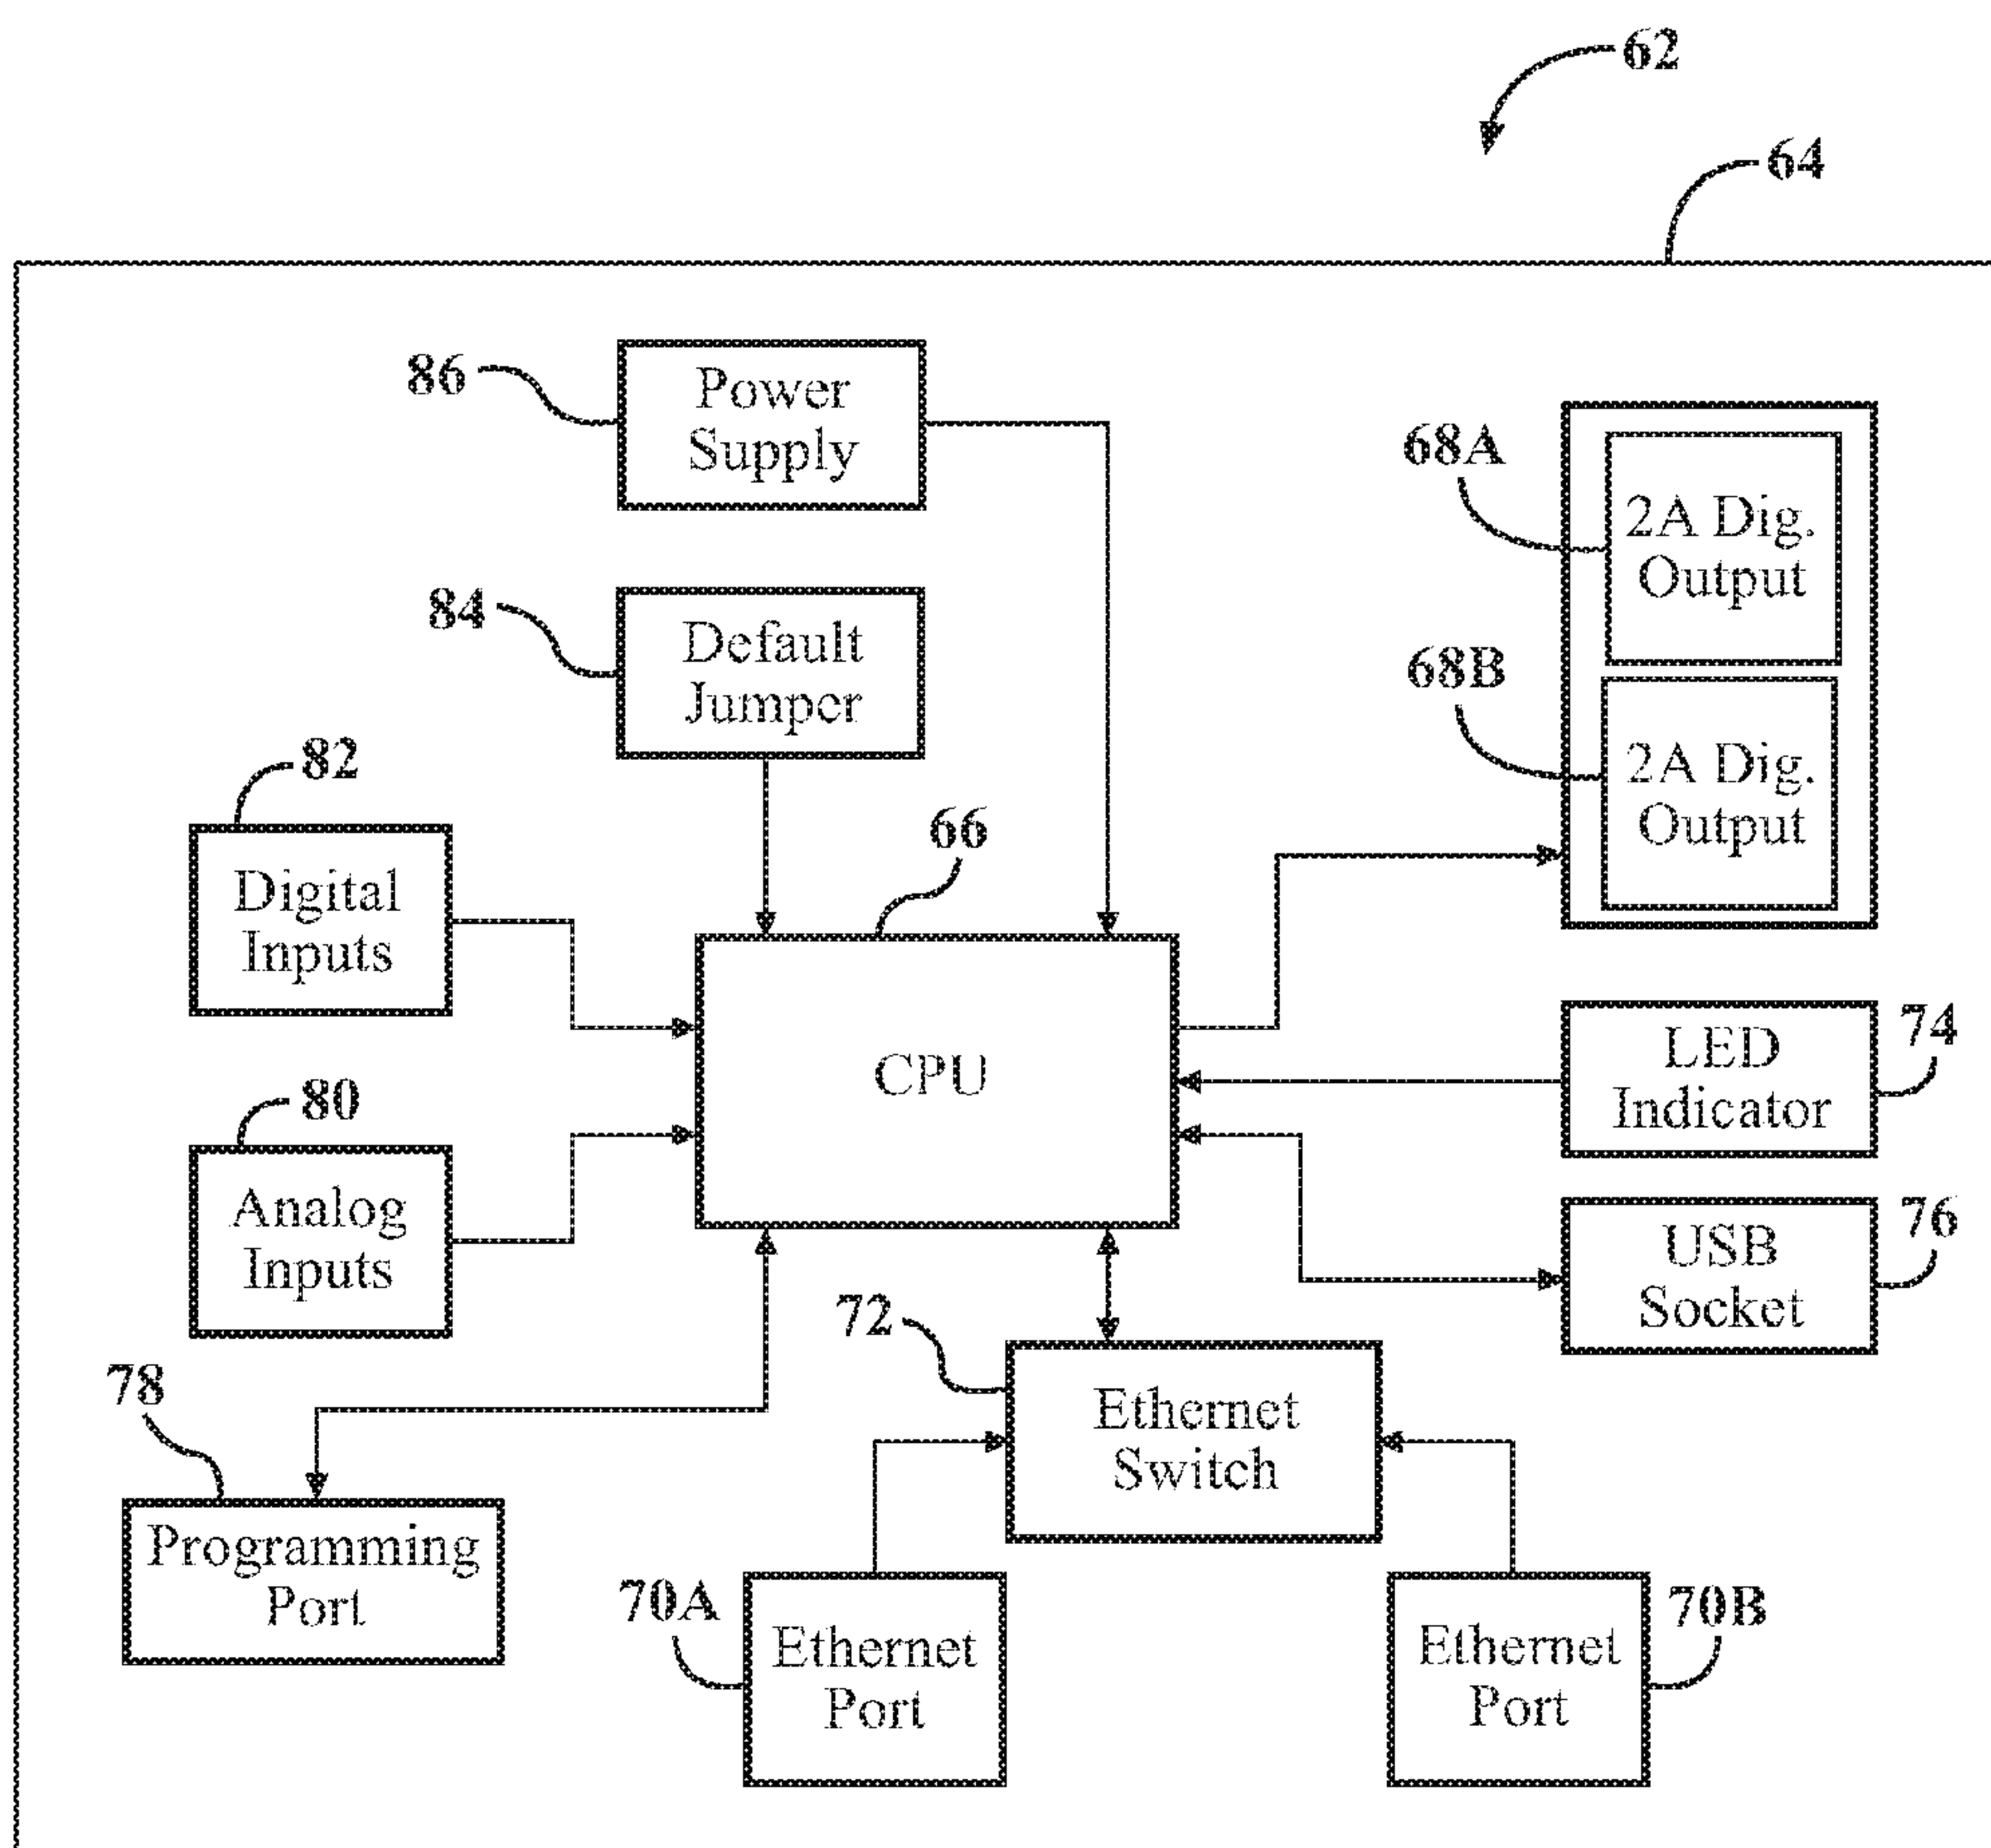 62
64
86
Power
Supply
68A
2A Dig.
Output
84
Default
Jumper
68B
2A Dig.
Output
82
Digital
Inputs
66
CPU
74
LED
Indicator
80
Analog
Inputs
76
USB
Socket
72
Ethernet
Switch
78
Programming
Port
70A
Ethernet
Port
70B
Ethernet
Port